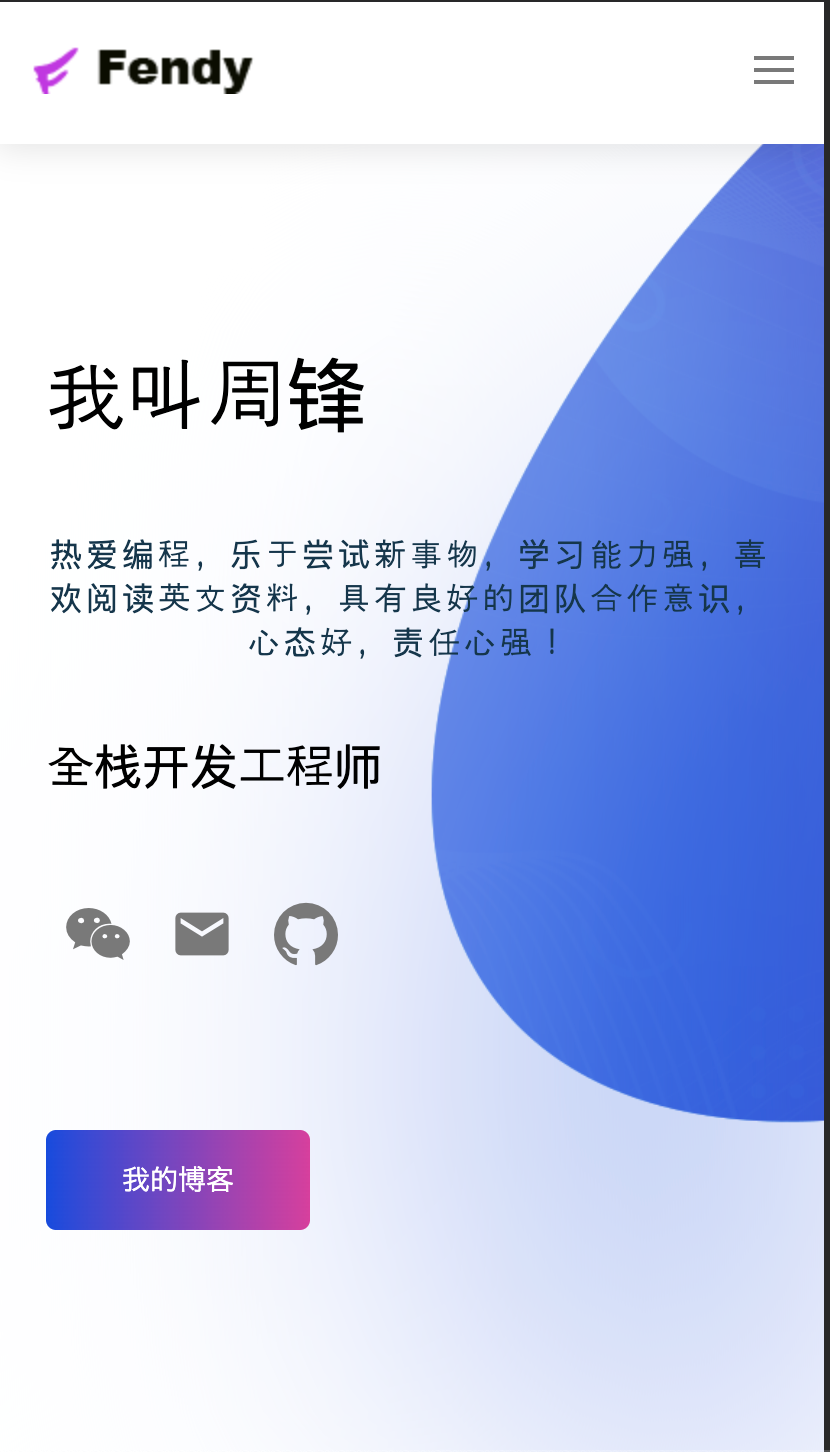 Fendy
我叫周锋
热爱编程，乐于尝试新事物，学习能力强，喜
欢阅读英文资料，具有良好的团队合作意识，
心态好，责任心强！
全栈开发工程师
我的博客